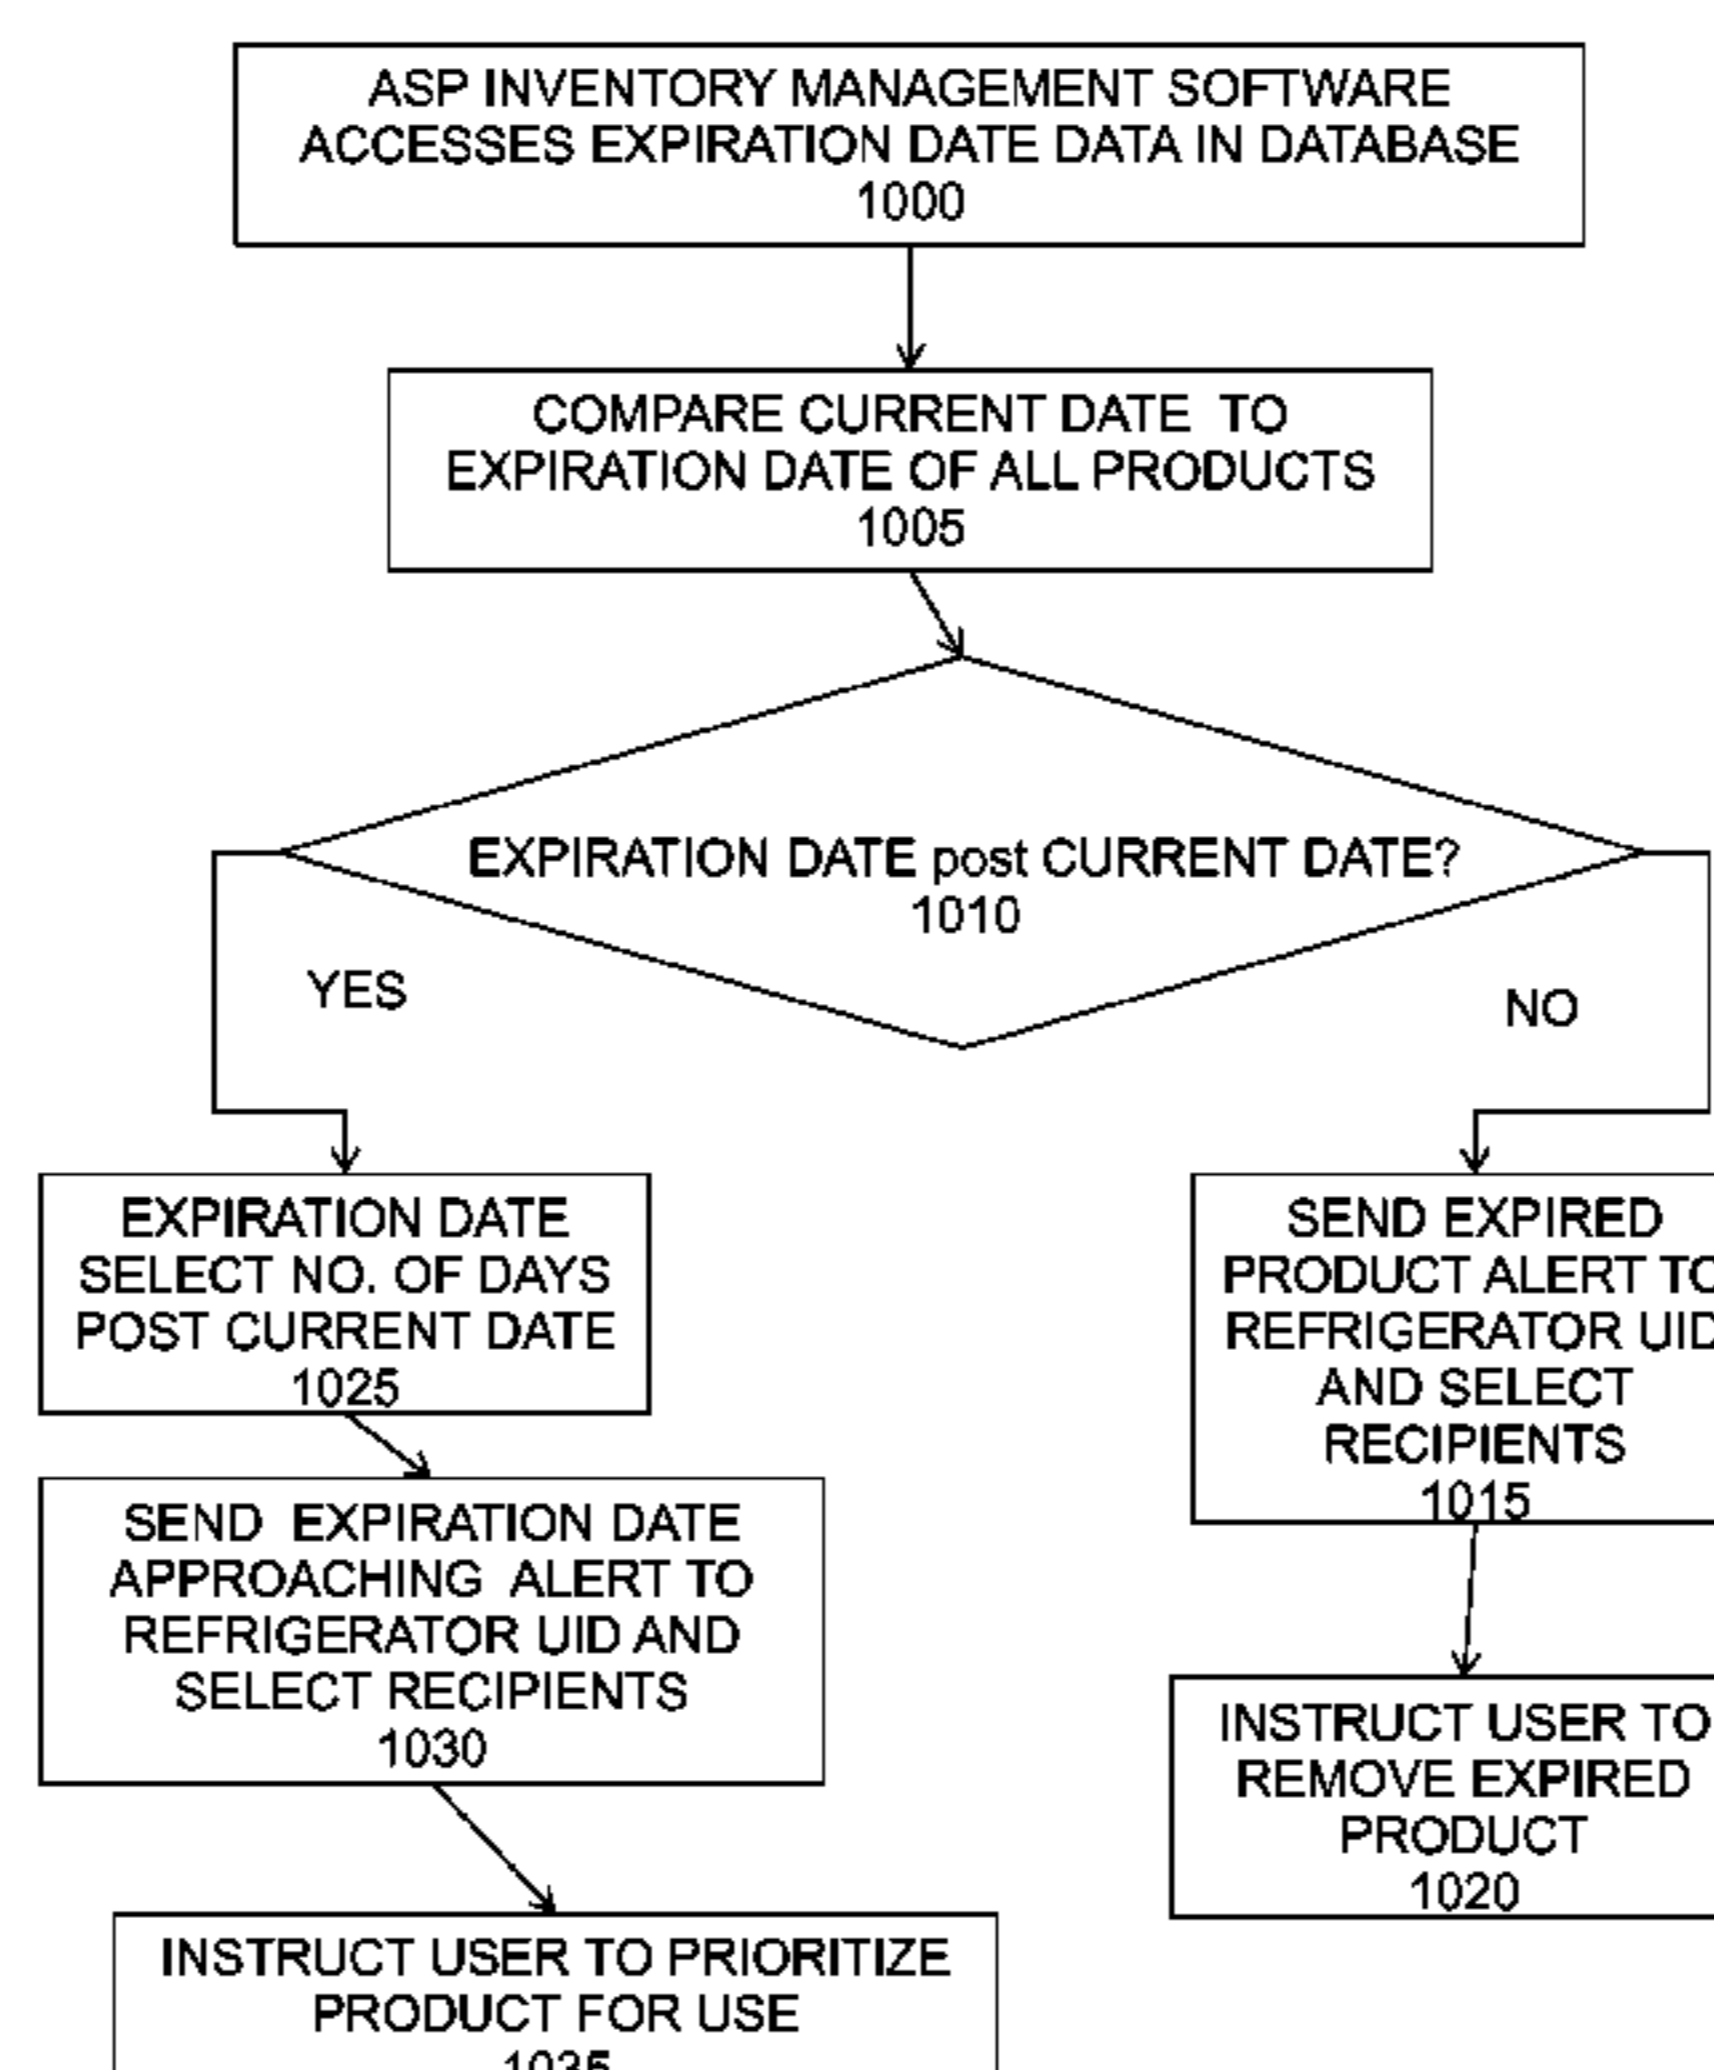 ASP INVENTORY MANAGEMENT SOFTWARE
ACCESSES EXPIRATION DATE DATA IN DATABASE
1000
COMPARE CURRENT DATE TO
EXPIRATION DATE OF ALL PRODUCTS
1005
EXPIRATION DATE post CURRENT DATE?
1010
YES
NO
EXPIRATION DATE
SELECT NO. OF DAYS
POST CURRENT DATE
1025
SEND EXPIRATION DATE
APPROACHING ALERT TO
REFRIGERATOR UID AND
SELECT RECIPIENTS
1030
INSTRUCT USER TO PRIORITIZE
PRODUCT FOR USE
1035
SEND EXPIRED
PRODUCT ALERT TO
REFRIGERATOR UID
AND SELECT
RECIPIENTS
1015
INSTRUCT USER TO
REMOVE EXPIRED
PRODUCT
1020